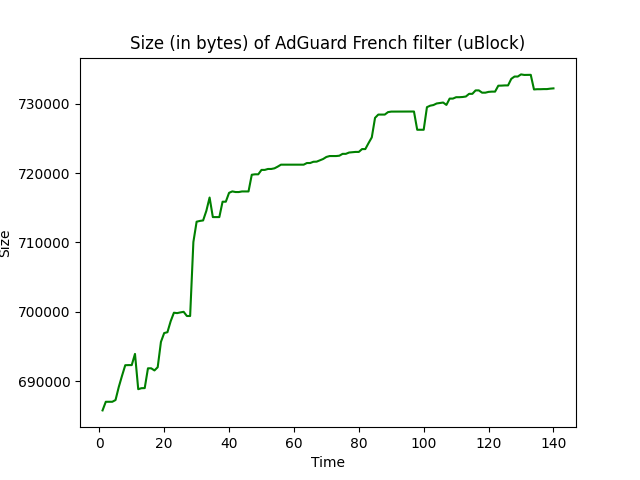 Size (in bytes) of AdGuard French filter (uBlock)
730000
720000
710000
700000
690000
Size
0 20 40 60 80 100 120 140
Time